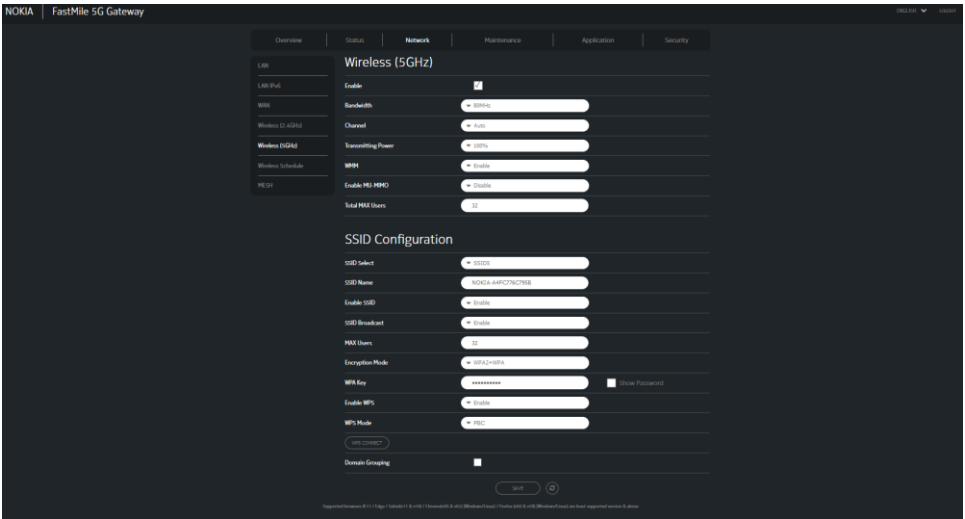 NOKIA FastMile 5G Gateway ENGLISH
Overview Status Network Maintenance Application Security
LAN
LAN IPv6
WAN
Wireless (2.4GHz)
Wireless (5GHz)
Wireless Schedule
MESH
Wireless (5GHz)
Enable
Bandwidth 80MHz
Channel Auto
Transmitting Power 100%
WMM Enable
Enable MU-MIMO Disable
Total MAX Users 32
SSID Configuration
SSID Select SSID5
SSID Name
Enable SSID Enable
SSID Broadcast Enable
MAX Users 32
Encryption Mode WPA2+WPA
WPA Key ********** Show Password
Enable WPS Enable
WPS Mode PBC
WPS CONNECT
Domain Grouping
SAVE